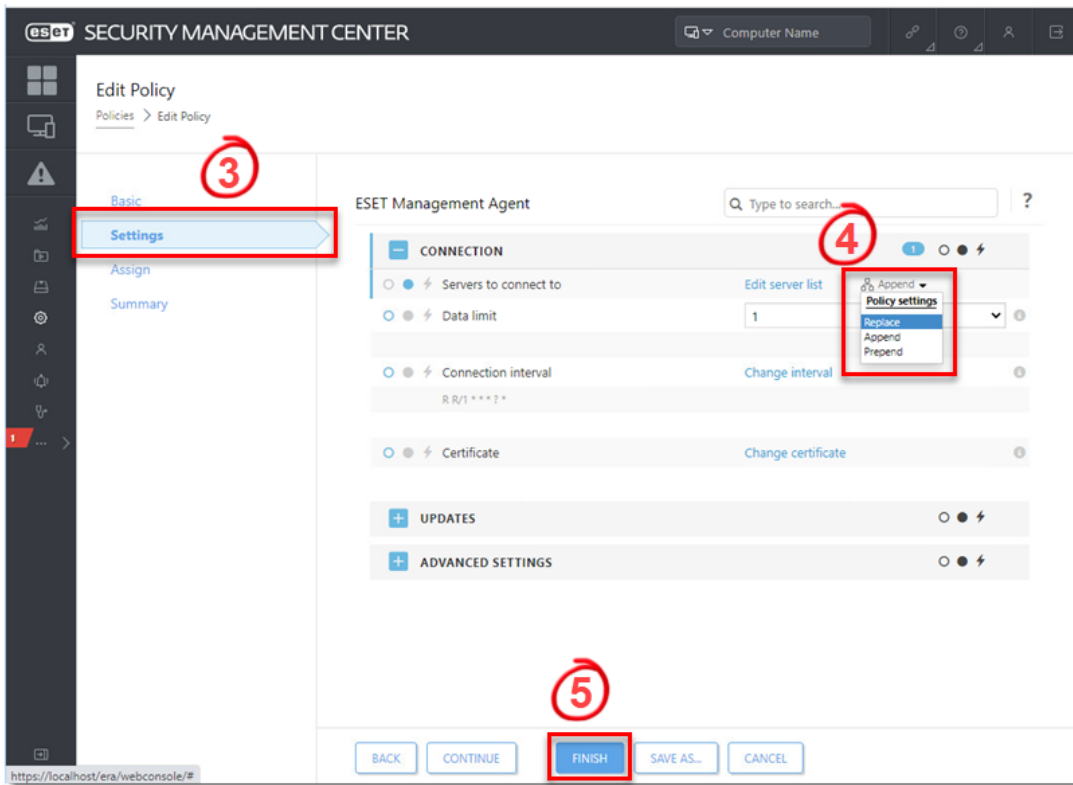 eset SECURITY MANAGEMENT CENTER
Computer Name
Edit Policy
Policies > Edit Policy
3
Basic
Settings
Assign
Summary
ESET Management Agent
Type to search...
?
4
CONNECTION
1
Servers to connect to Edit server list Append
Policy settings
Replace
Append
Prepend
Data limit 1
Connection interval Change interval
R R/1 * * * ? *
Certificate Change certificate
UPDATES
ADVANCED SETTINGS
1 ...
5
BACK CONTINUE FINISH SAVE AS... CANCEL
https://localhost/era/webconsole/#